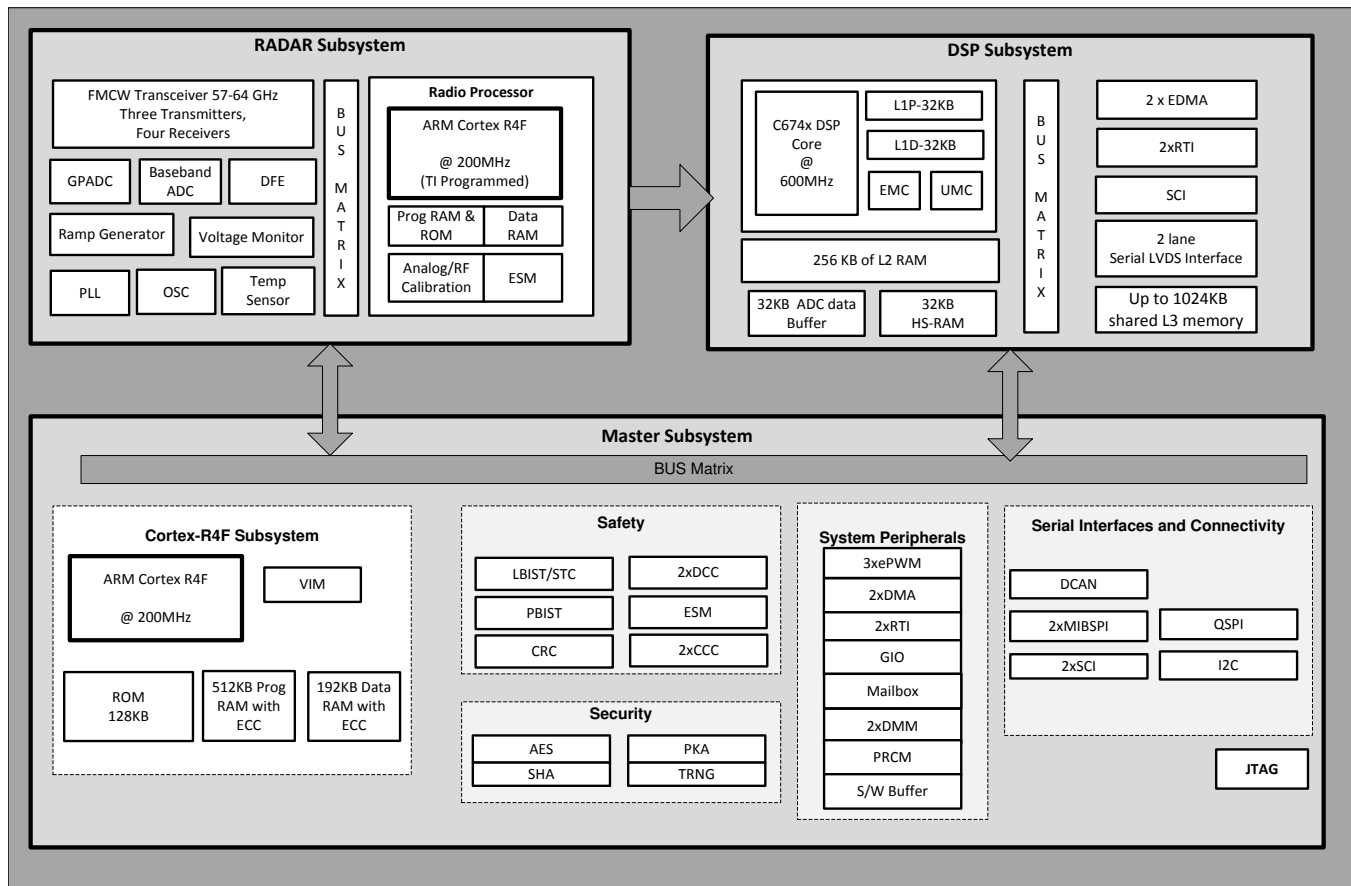 RADAR Subsystem
FMCW Transceiver 57-64 GHz
Three Transmitters,
Four Receivers
GPADC
Baseband
ADC
DFE
Ramp Generator
Voltage Monitor
PLL
OSC
Temp
Sensor
BUS MATRIX
Radio Processor
ARM Cortex R4F
@ 200MHz
(TI Programmed)
Prog RAM &
ROM
Data
RAM
Analog/RF
Calibration
ESM
DSP Subsystem
C674x DSP
Core
@
600MHz
L1P-32KB
L1D-32KB
EMC
UMC
256 KB of L2 RAM
32KB ADC data
Buffer
32KB
HS-RAM
BUS MATRIX
2 x EDMA
2xRTI
SCI
2 lane
Serial LVDS Interface
Up to 1024KB
shared L3 memory
Master Subsystem
BUS Matrix
Cortex-R4F Subsystem
ARM Cortex R4F
@ 200MHz
VIM
ROM
128KB
512KB Prog
RAM with
ECC
192KB Data
RAM with
ECC
Safety
LBIST/STC
2xDCC
PBIST
ESM
CRC
2xCCC
Security
AES
PKA
SHA
TRNG
System Peripherals
3xePWM
2xDMA
2xRTI
GIO
Mailbox
2xDMM
PRCM
S/W Buffer
Serial Interfaces and Connectivity
DCAN
2xMIBSPI
QSPI
2xSCI
I2C
JTAG